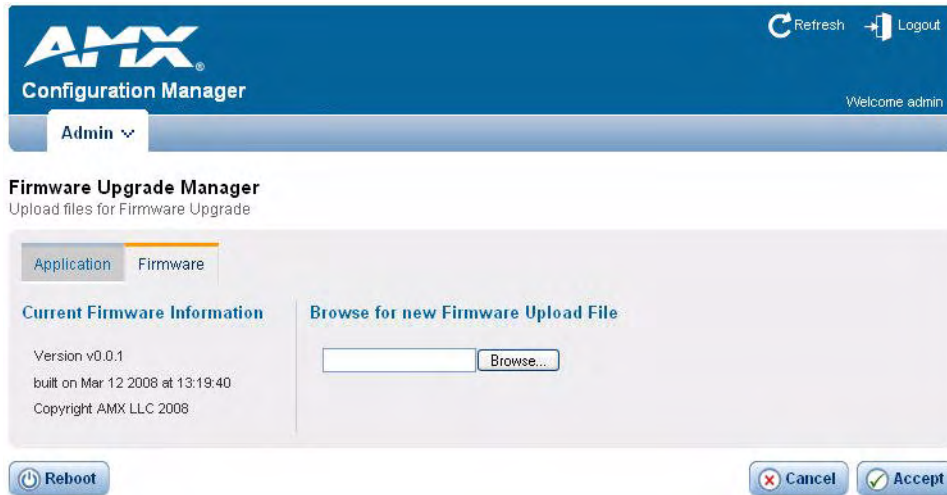 Refresh
Logout
AMX®
Configuration Manager
Welcome admin
Admin
Firmware Upgrade Manager
Upload files for Firmware Upgrade
Application
Firmware
Current Firmware Information
Browse for new Firmware Upload File
Version v0.0.1
Browse...
built on Mar 12 2008 at 13:19:40
Copyright AMX LLC 2008
Reboot
Cancel
Accept